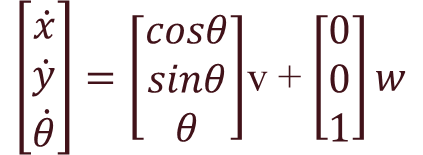 [ẋ ẏ θ̇] = [cosθ sinθ θ] v + [0 0 1] w